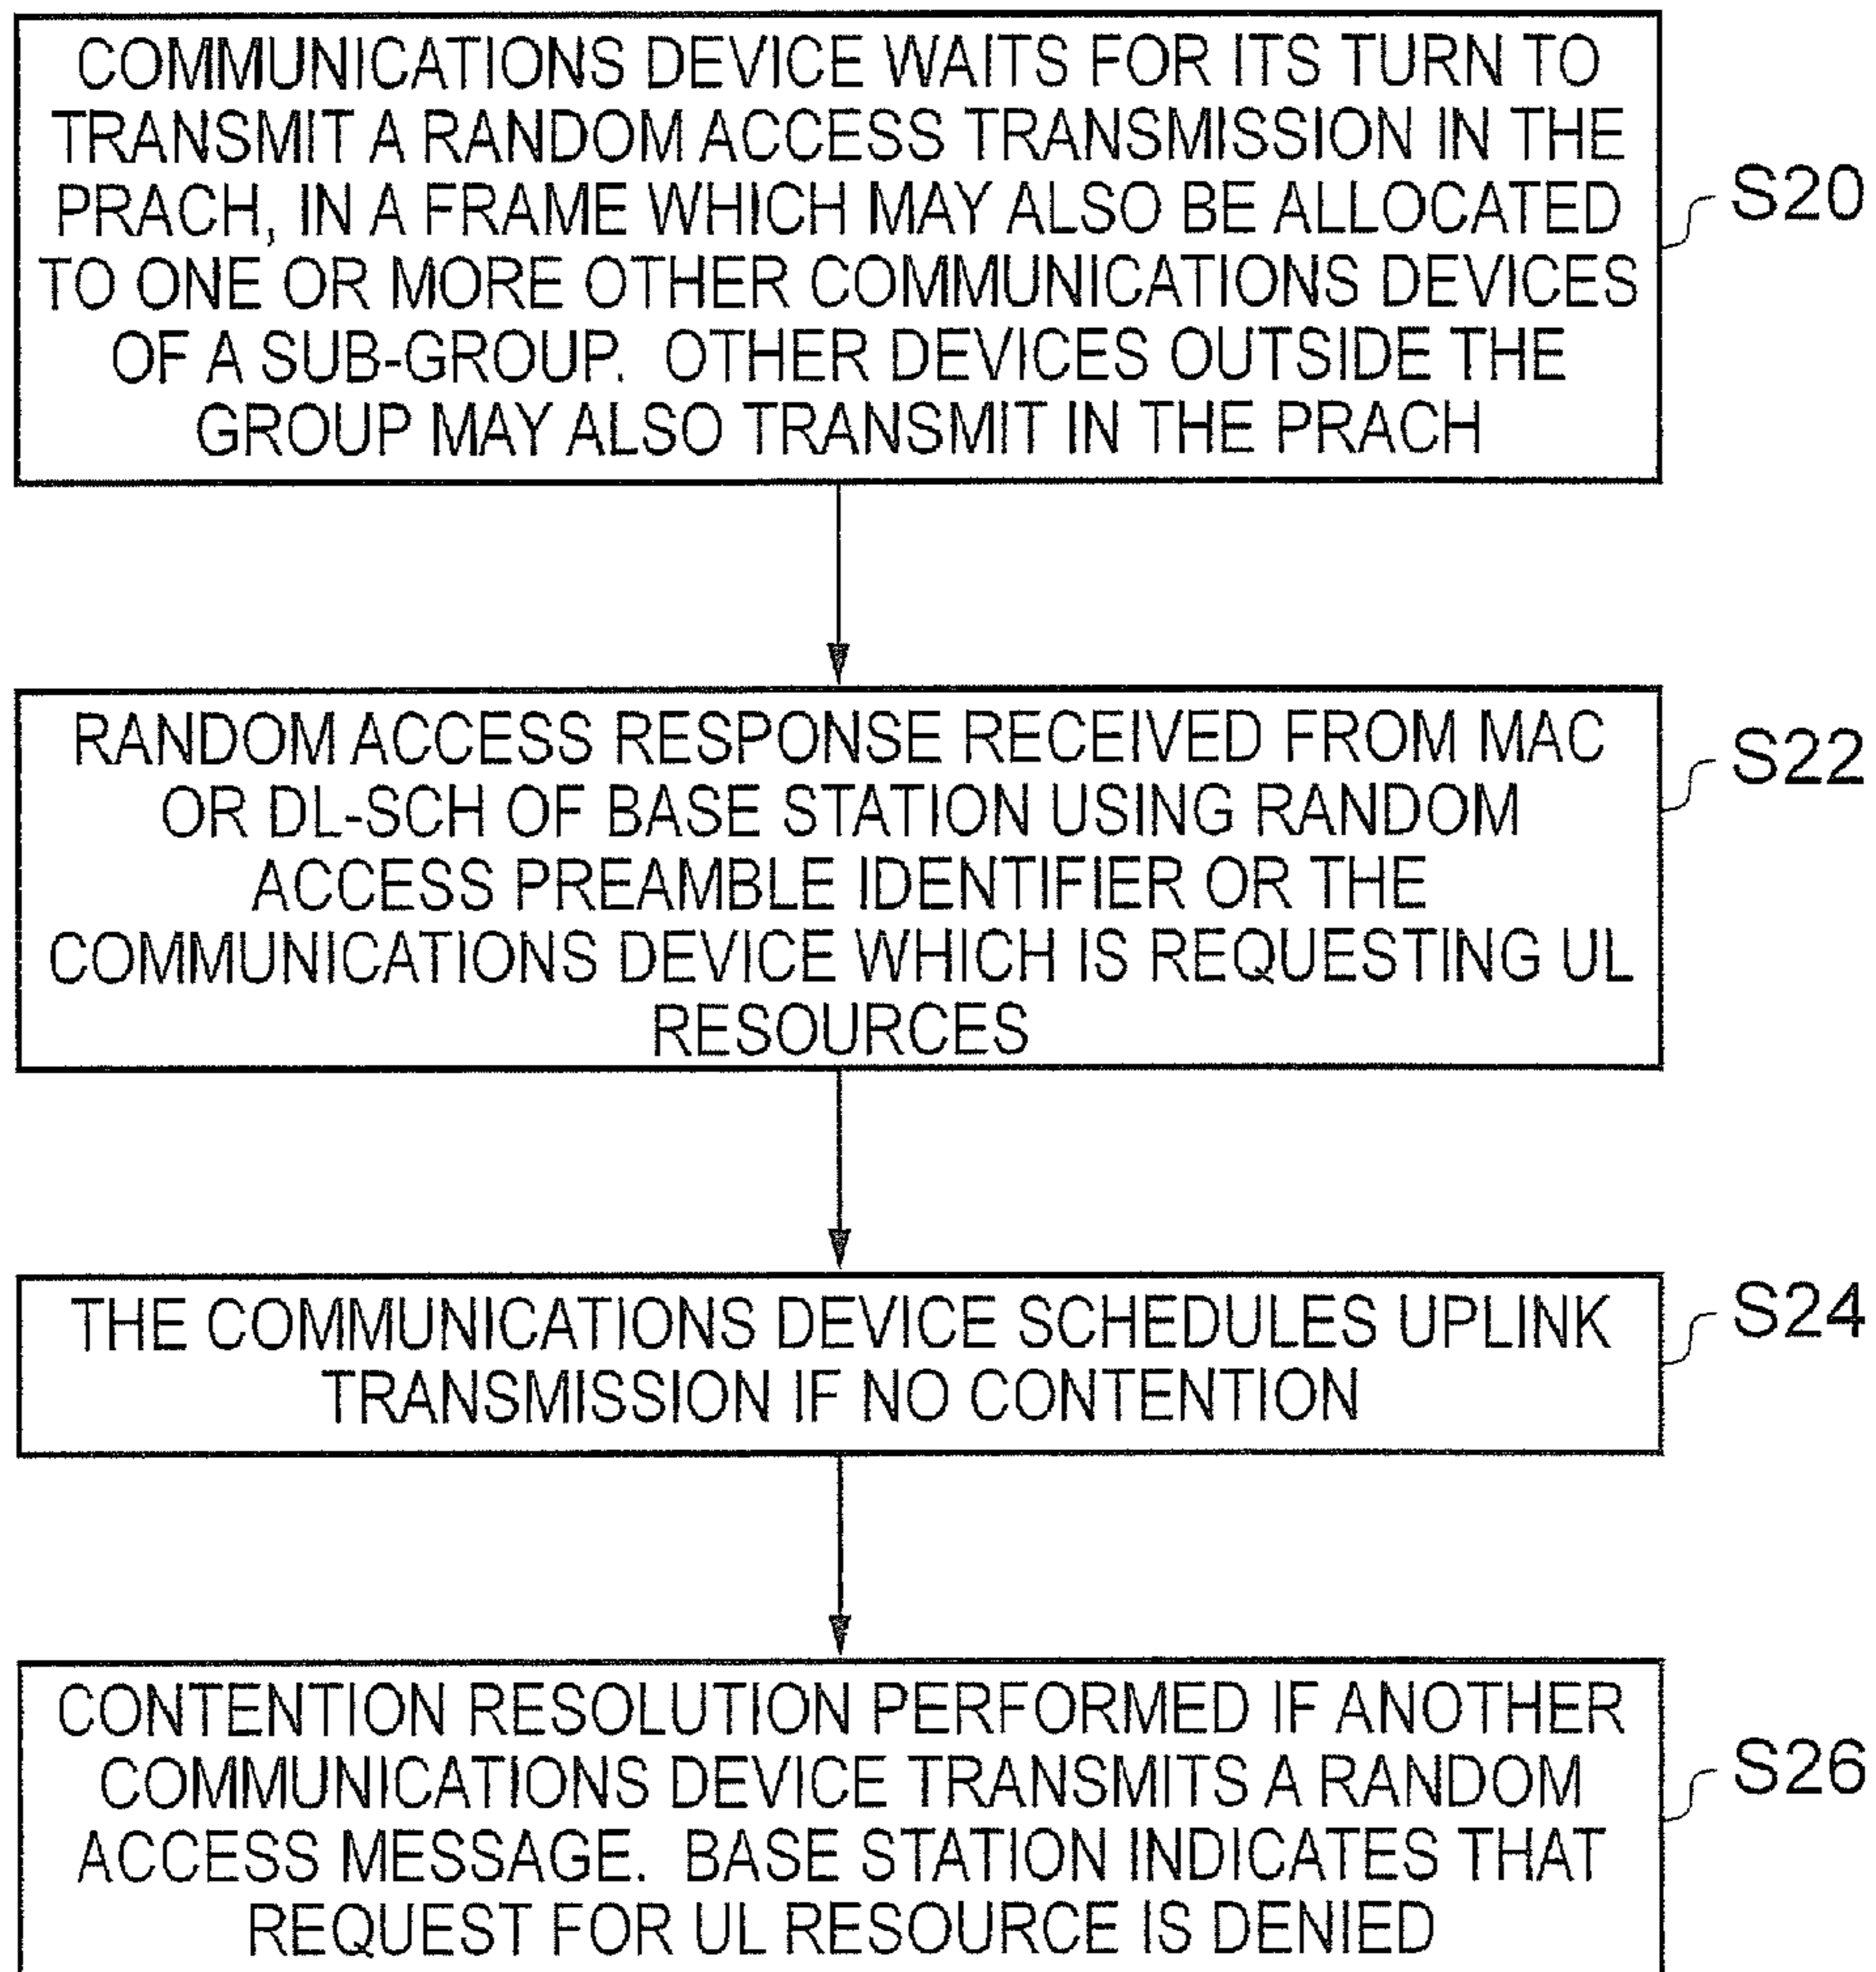 COMMUNICATIONS DEVICE WAITS FOR ITS TURN TO
TRANSMIT A RANDOM ACCESS TRANSMISSION IN THE
PRACH, IN A FRAME WHICH MAY ALSO BE ALLOCATED
TO ONE OR MORE OTHER COMMUNICATIONS DEVICES
OF A SUB-GROUP. OTHER DEVICES OUTSIDE THE
GROUP MAY ALSO TRANSMIT IN THE PRACH
S20
RANDOM ACCESS RESPONSE RECEIVED FROM MAC
OR DL-SCH OF BASE STATION USING RANDOM
ACCESS PREAMBLE IDENTIFIER OR THE
COMMUNICATIONS DEVICE WHICH IS REQUESTING UL
RESOURCES
S22
THE COMMUNICATIONS DEVICE SCHEDULES UPLINK
TRANSMISSION IF NO CONTENTION
S24
CONTENTION RESOLUTION PERFORMED IF ANOTHER
COMMUNICATIONS DEVICE TRANSMITS A RANDOM
ACCESS MESSAGE. BASE STATION INDICATES THAT
REQUEST FOR UL RESOURCE IS DENIED
S26